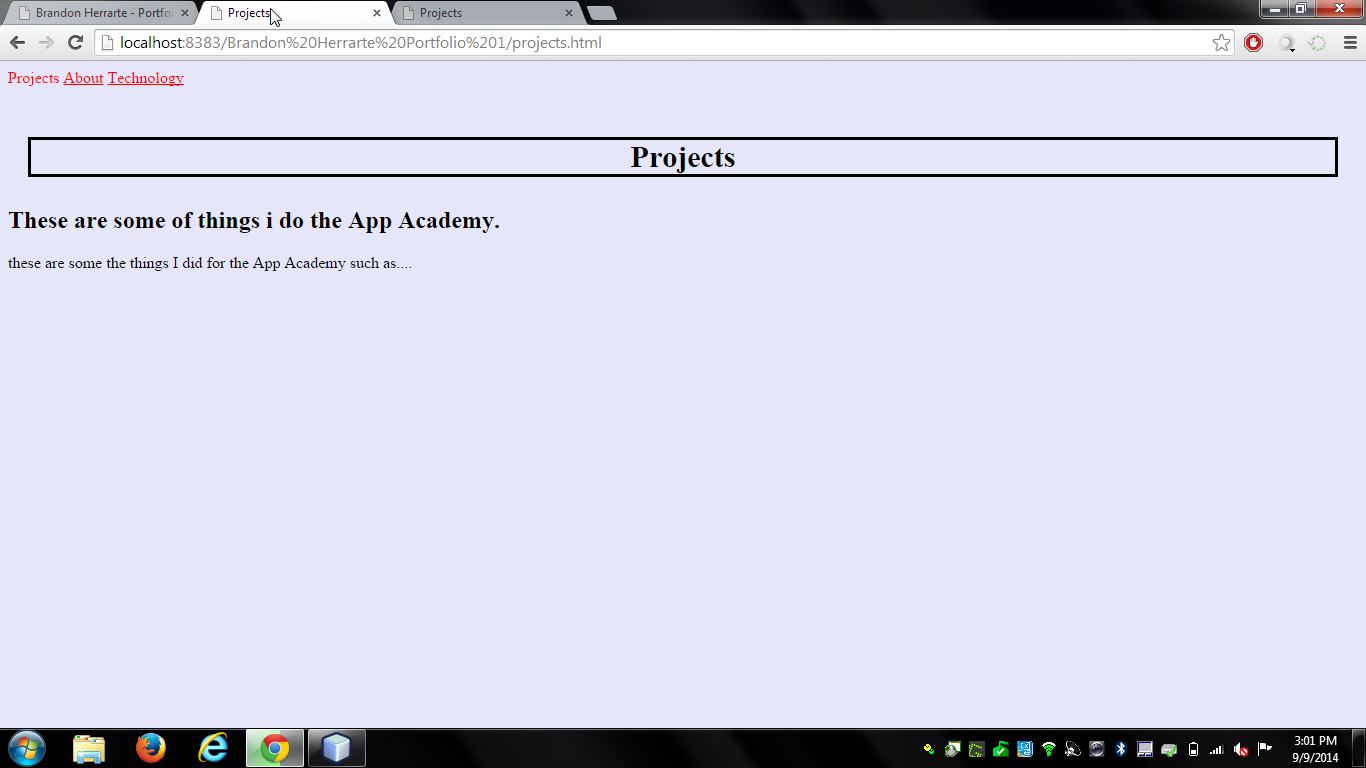 Brandon Herrarte - Portfo
Projects
Projects
localhost:8383/Brandon%20Herrarte%20Portfolio%201/projects.html
Projects About Technology
Projects
These are some of things i do the App Academy.
these are some the things I did for the App Academy such as....
3:01 PM
9/9/2014